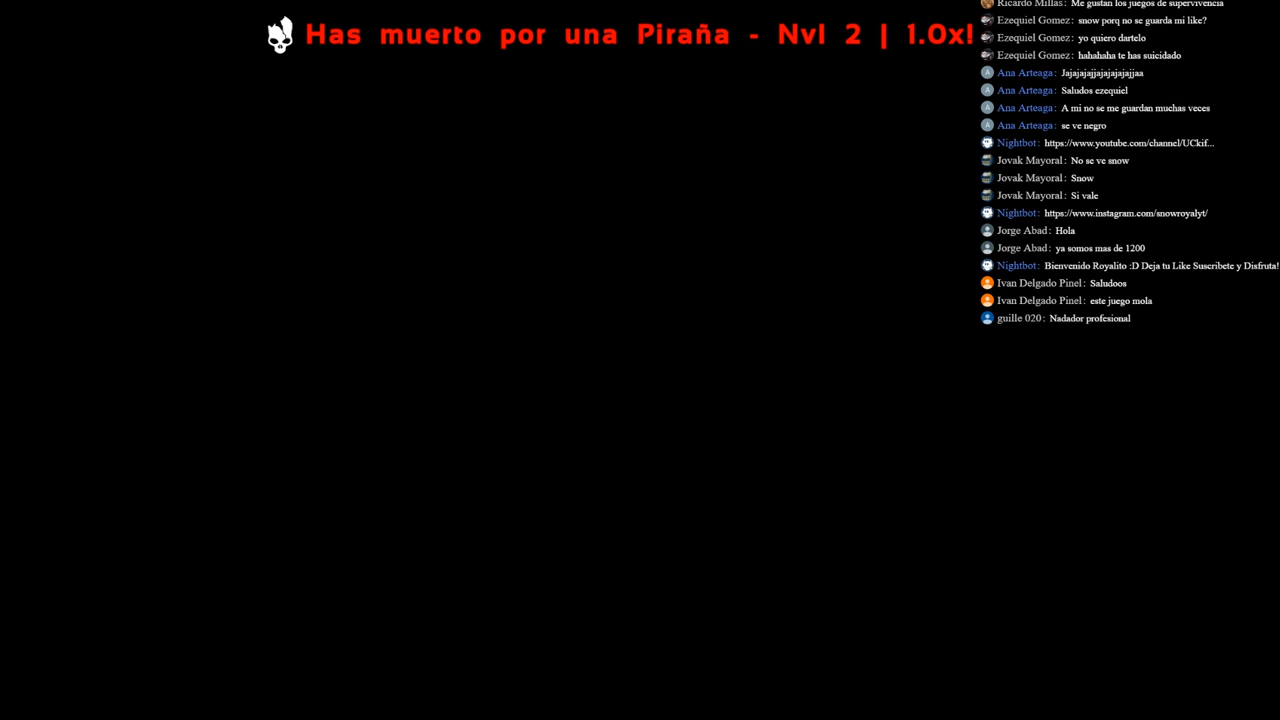 Has muerto por una Piraña - Nvl 2 | 1.0x!
Ricardo Millas: Me gustan los juegos de supervivencia
Ezequiel Gomez: snow porq no se guarda mi like?
Ezequiel Gomez: yo quiero dartelo
Ezequiel Gomez: hahahaha te has suicidado
A Ana Arteaga: Jajajajajjajajajajajjaa
A Ana Arteaga: Saludos ezequiel
A Ana Arteaga: A mi no se me guardan muchas veces
A Ana Arteaga: se ve negro
Nightbot: https://www.youtube.com/channel/UCkif...
Jovak Mayoral: No se ve snow
Jovak Mayoral: Snow
Jovak Mayoral: Si vale
Nightbot: https://www.instagram.com/snowroyalyt/
Jorge Abad: Hola
Jorge Abad: ya somos mas de 1200
Nightbot: Bienvenido Royalito :D Deja tu Like Suscribete y Disfruta!
Ivan Delgado Pinel: Saludoos
Ivan Delgado Pinel: este juego mola
guille 020: Nadador profesional